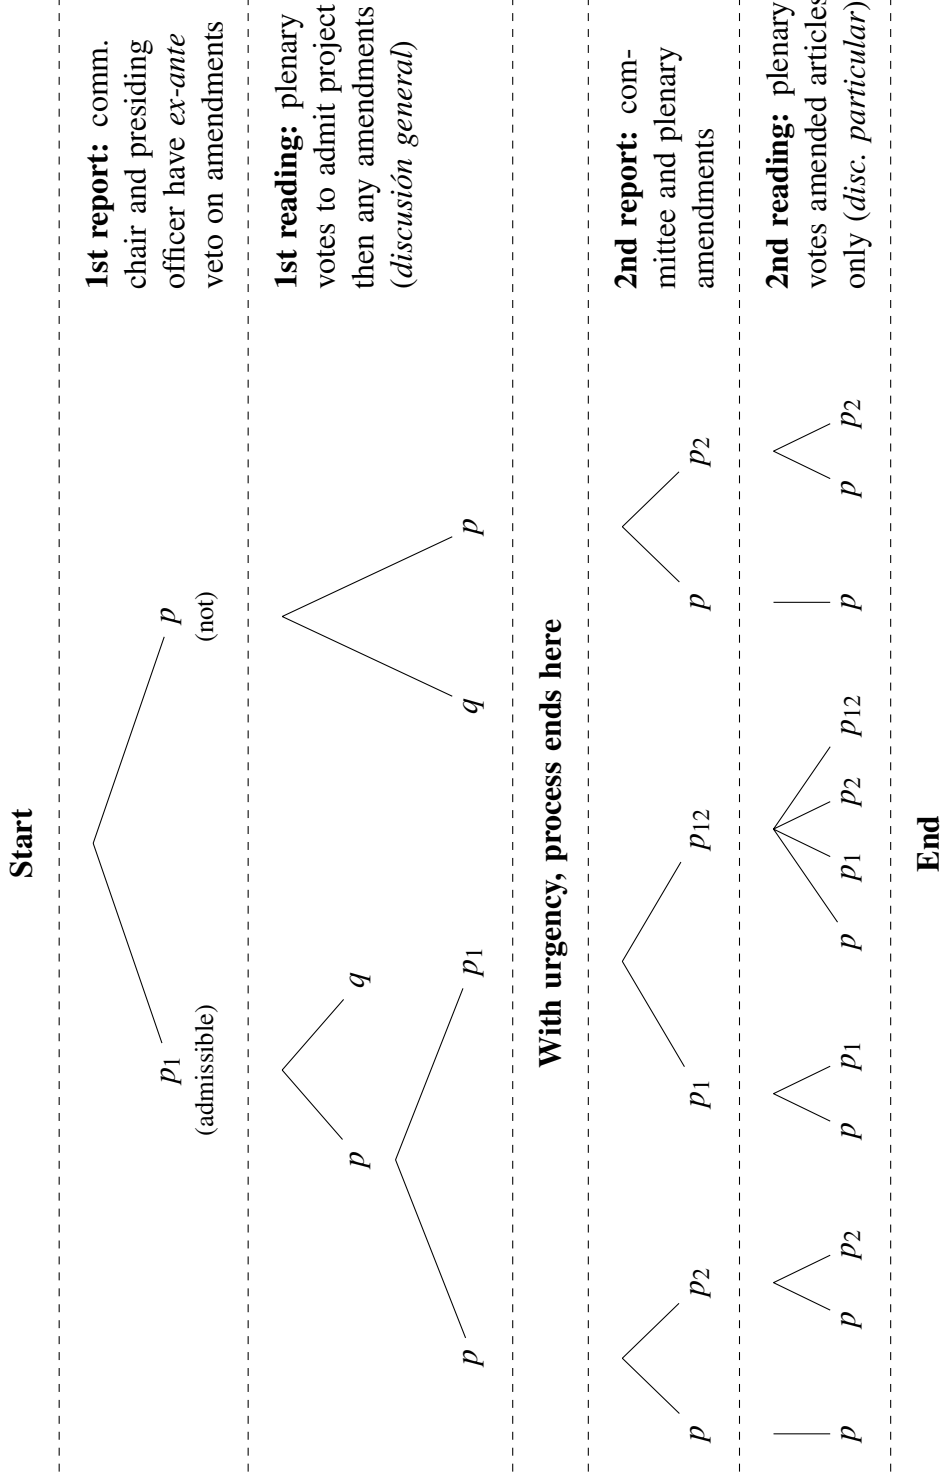 Start
1st report: comm.
chair and presiding
officer have ex-ante
veto on amendments
p1 p
(admissible) (not)
1st reading: plenary
votes to admit project
then any amendments
(discusión general)
p q
p p1 q p
With urgency, process ends here
2nd report: com-
mittee and plenary
amendments
p p2 p1 p12 p p2
2nd reading: plenary
votes amended articles
only (disc. particular)
p p p2 p p1 p p1 p2 p12 p p p2
End